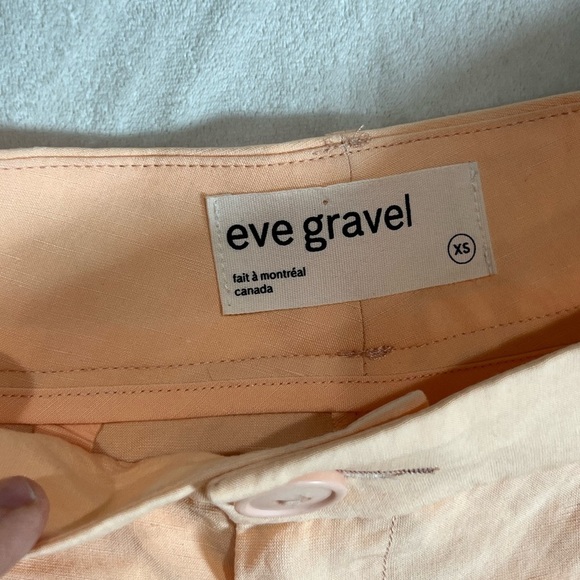 eve gravel
fait à montréal
canada
XS